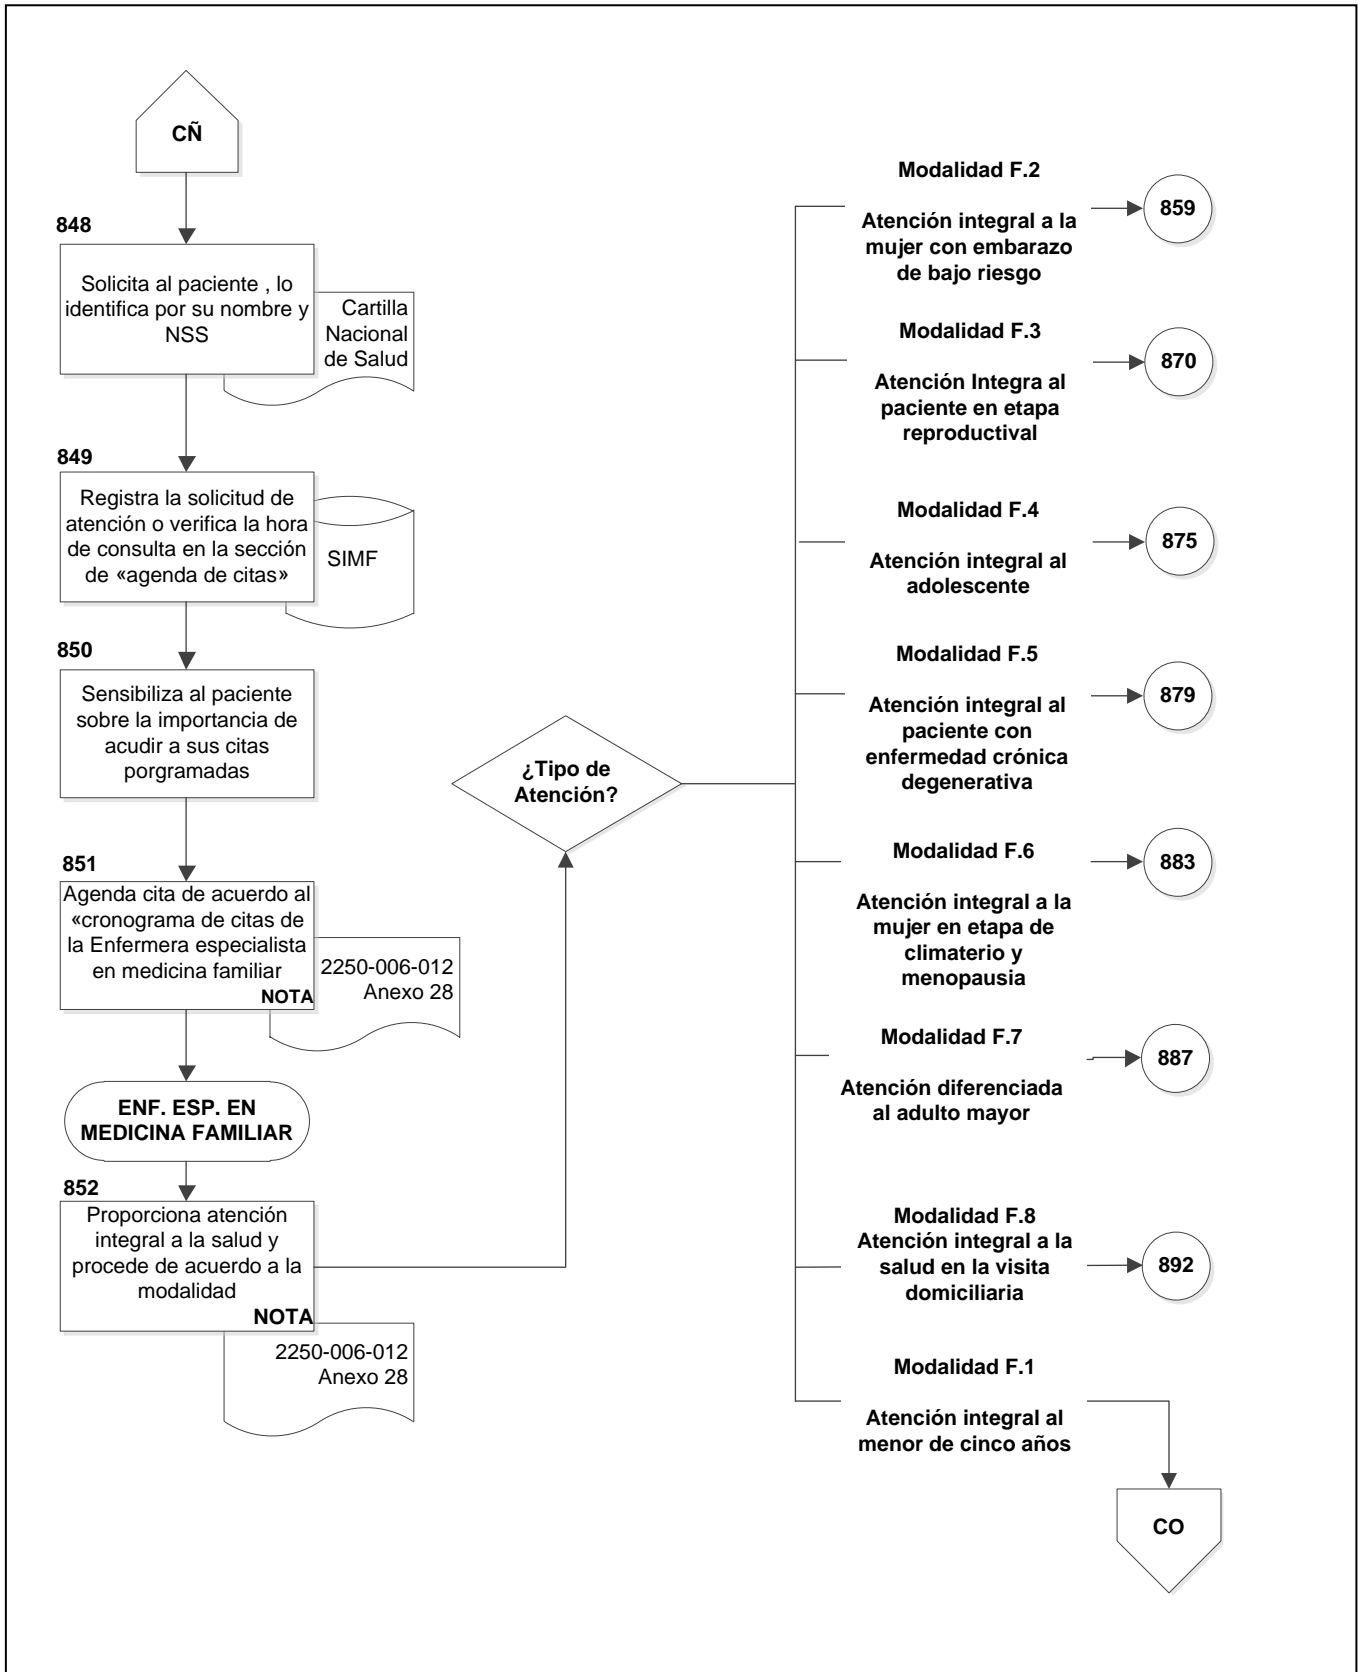 CÑ
848
Solicita al paciente , lo
identifica por su nombre y
NSS
Cartilla
Nacional
de Salud
849
Registra la solicitud de
atención o verifica la hora
de consulta en la sección
de «agenda de citas»
SIMF
850
Sensibiliza al paciente
sobre la importancia de
acudir a sus citas
porgramadas
851
Agenda cita de acuerdo al
«cronograma de citas de
la Enfermera especialista
en medicina familiar
NOTA
2250-006-012
Anexo 28
ENF. ESP. EN
MEDICINA FAMILIAR
852
Proporciona atención
integral a la salud y
procede de acuerdo a la
modalidad
NOTA
2250-006-012
Anexo 28
¿Tipo de
Atención?
Modalidad F.2
Atención integral a la
mujer con embarazo
de bajo riesgo
859
Modalidad F.3
Atención Integra al
paciente en etapa
reproductival
870
Modalidad F.4
Atención integral al
adolescente
875
Modalidad F.5
Atención integral al
paciente con
enfermedad crónica
degenerativa
879
Modalidad F.6
Atención integral a la
mujer en etapa de
climaterio y
menopausia
883
Modalidad F.7
Atención diferenciada
al adulto mayor
887
Modalidad F.8
Atención integral a la
salud en la visita
domiciliaria
892
Modalidad F.1
Atención integral al
menor de cinco años
CO